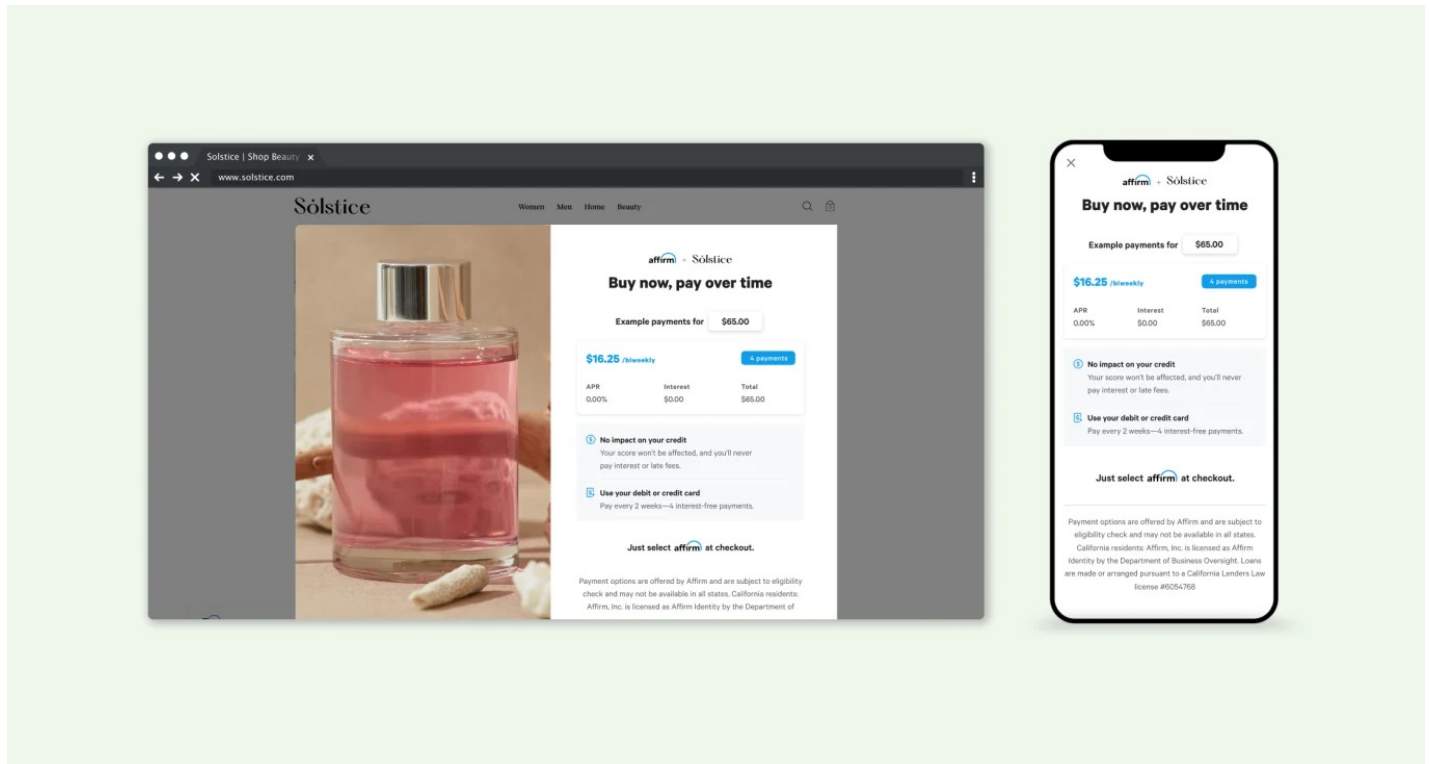 Solstice | Shop Beauty
www.solstice.com
Sólstice
Women Men Home Beauty
affirm + Sólstice
Buy now, pay over time
Example payments for $65.00
$16.25 /biweekly 4 payments
APR Interest Total
0.00% $0.00 $65.00
No impact on your credit
Your score won't be affected, and you'll never
pay interest or late fees.
Use your debit or credit card
Pay every 2 weeks—4 interest-free payments.
Just select affirm at checkout.
Payment options are offered by Affirm and are subject to eligibility
check and may not be available in all states. California residents:
Affirm, Inc. is licensed as Affirm Identity by the Department of
affirm + Sólstice
Buy now, pay over time
Example payments for $65.00
$16.25 /biweekly 4 payments
APR Interest Total
0.00% $0.00 $65.00
No impact on your credit
Your score won't be affected, and you'll never
pay interest or late fees.
Use your debit or credit card
Pay every 2 weeks—4 interest-free payments.
Just select affirm at checkout.
Payment options are offered by Affirm and are subject to
eligibility check and may not be available in all states.
California residents: Affirm, Inc. is licensed as Affirm
Identity by the Department of Business Oversight. Loans
are made or arranged pursuant to a California Lenders Law
license #6054768